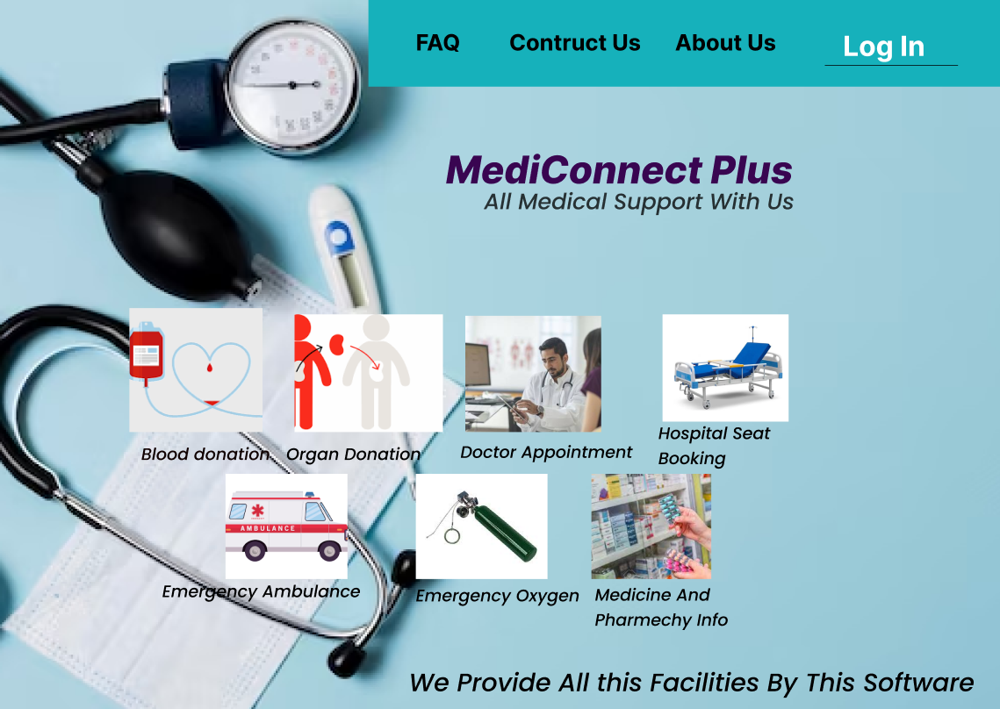 FAQ
Contruct Us
About Us
Log In
MediConnect Plus
All Medical Support With Us
Blood donation
Organ Donation
Doctor Appointment
Hospital Seat
Booking
AMBULANCE
Emergency Ambulance
Emergency Oxygen
Medicine And
Pharmechy Info
We Provide All this Facilities By This Software